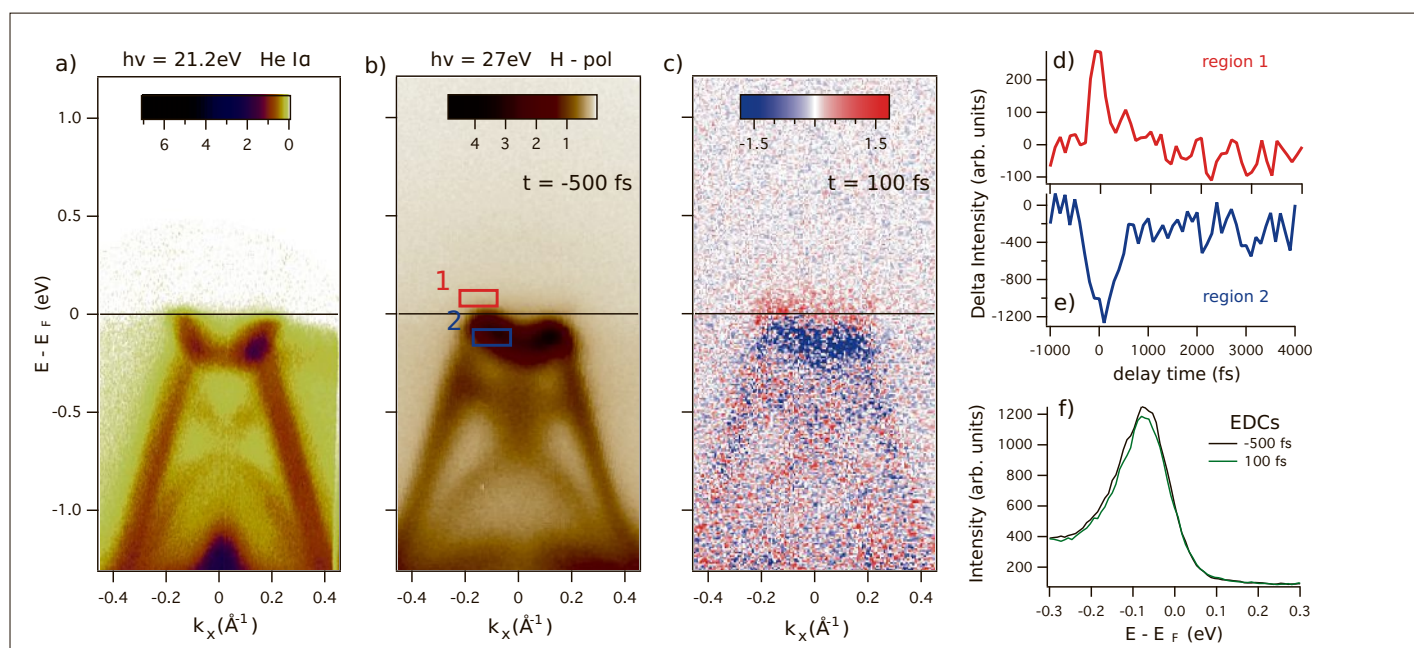 a)
hν = 21.2eV He Iα
6 4 2 0
1.0
0.5
0
-0.5
-1.0
E - E F (eV)
-0.4 -0.2 0 0.2 0.4
kx(Å-1)
b)
hν = 27eV H - pol
4 3 2 1
t = -500 fs
1
2
-0.4 -0.2 0 0.2 0.4
c)
-1.5 1.5
t = 100 fs
-0.4 -0.2 0 0.2 0.4
kx(Å-1)
d)
region 1
200
100
0
-100
Delta Intensity (arb. units)
0
-400
-800
-1200
e)
region 2
-1000 0 1000 2000 3000 4000
delay time (fs)
f)
EDCs
-500 fs
100 fs
1200
1000
800
600
400
200
Intensity (arb. units)
-0.3 -0.2 -0.1 0.0 0.1 0.2 0.3
E - E F (eV)